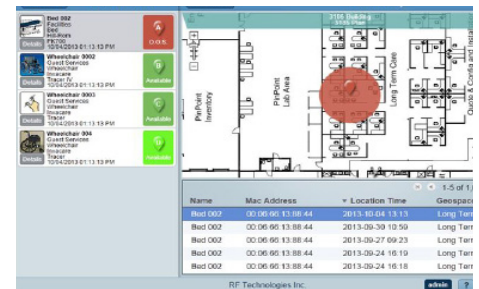 Bed 002
Facilities
Bed
Hill-Rom
PK700
10/04/2013 01:13:13 PM
Details
A
O.O.S.
Wheelchair 0002
Guest Services
Wheelchair
Invacare
Tracer IV
10/04/2013 01:13:13 PM
Details
B
Available
Wheelchair 0003
Guest Services
Wheelchair
Invacare
Tracer
10/04/2013 01:13:13 PM
Details
Available
Wheelchair 004
Guest Services
Wheelchair
Invacare
Tracer
10/04/2013 01:13:13 PM
Details
Available
3186 Building
PinPoint
Inventory
PinPoint
Lab Area
Long Term Care
Quote & Config and Install
1-5 of 1
Name Mac Address Location Time Geospace
Bed 002 00:06:66:13:88:44 2013-10-04 13:13 Long Term
Bed 002 00:06:66:13:88:44 2013-09-30 10:59 Long Term
Bed 002 00:06:66:13:88:44 2013-09-27 09:23 Long Term
Bed 002 00:06:66:13:88:44 2013-09-24 16:19 Long Term
Bed 002 00:06:66:13:88:44 2013-09-24 16:18 Long Term
RF Technologies Inc.
admin ?